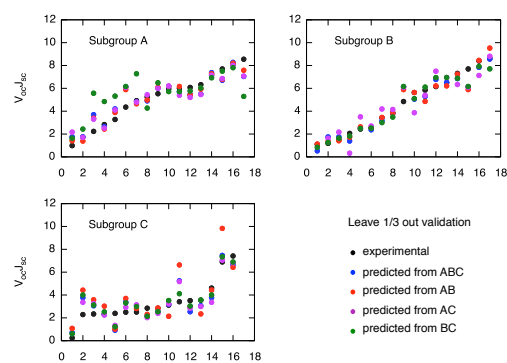 12
10
8
6
4
2
0
V_oc J_sc
Subgroup A
0 2 4 6 8 10 12 14 16 18
12
10
8
6
4
2
0
Subgroup B
0 2 4 6 8 10 12 14 16 18
12
10
8
6
4
2
0
V_oc J_sc
Subgroup C
0 2 4 6 8 10 12 14 16 18
Leave 1/3 out validation
experimental
predicted from ABC
predicted from AB
predicted from AC
predicted from BC